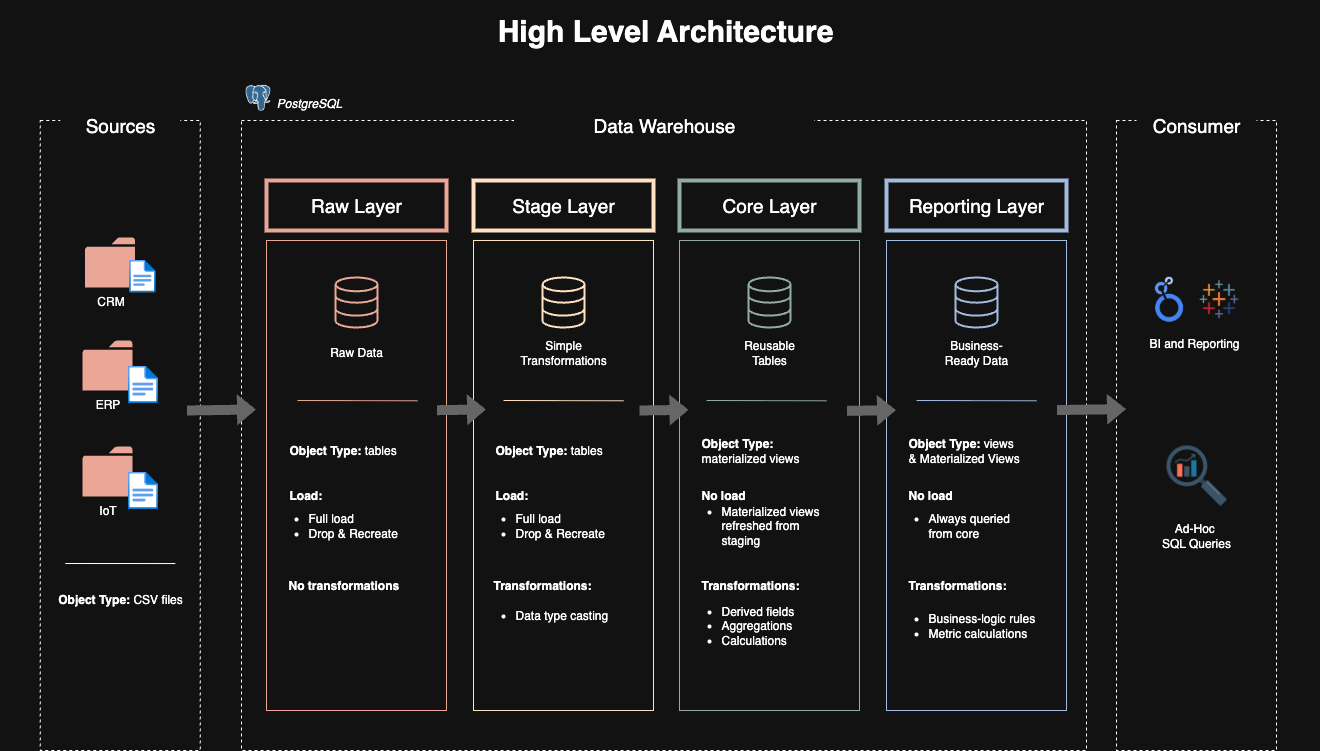 High Level Architecture
PostgreSQL
Sources
Data Warehouse
Consumer
CRM
ERP
IoT
Object Type: CSV files
Raw Layer
Raw Data
Object Type: tables
Load:
• Full load
• Drop & Recreate
No transformations
Stage Layer
Simple
Transformations
Object Type: tables
Load:
• Full load
• Drop & Recreate
Transformations:
• Data type casting
Core Layer
Reusable
Tables
Object Type:
materialized views
No load
• Materialized views
refreshed from
staging
Transformations:
• Derived fields
• Aggregations
• Calculations
Reporting Layer
Business-
Ready Data
Object Type: views
& Materialized Views
No load
• Always queried
from core
Transformations:
• Business-logic rules
• Metric calculations
BI and Reporting
Ad-Hoc
SQL Queries